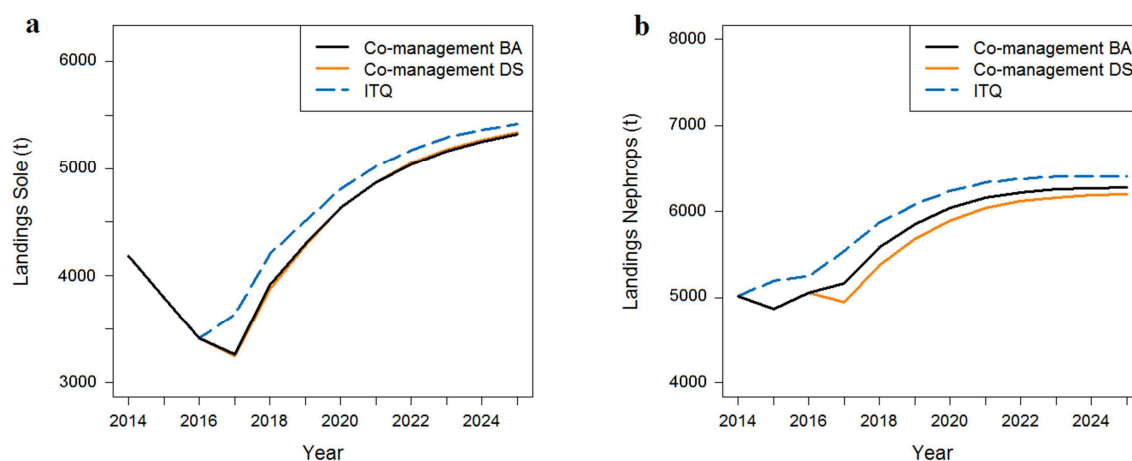 a
Co-management BA
Co-management DS
ITQ
Landings Sole (t)
6000
5000
4000
3000
2014 2016 2018 2020 2022 2024
Year
b
Co-management BA
Co-management DS
ITQ
Landings Nephrops (t)
8000
7000
6000
5000
4000
2014 2016 2018 2020 2022 2024
Year